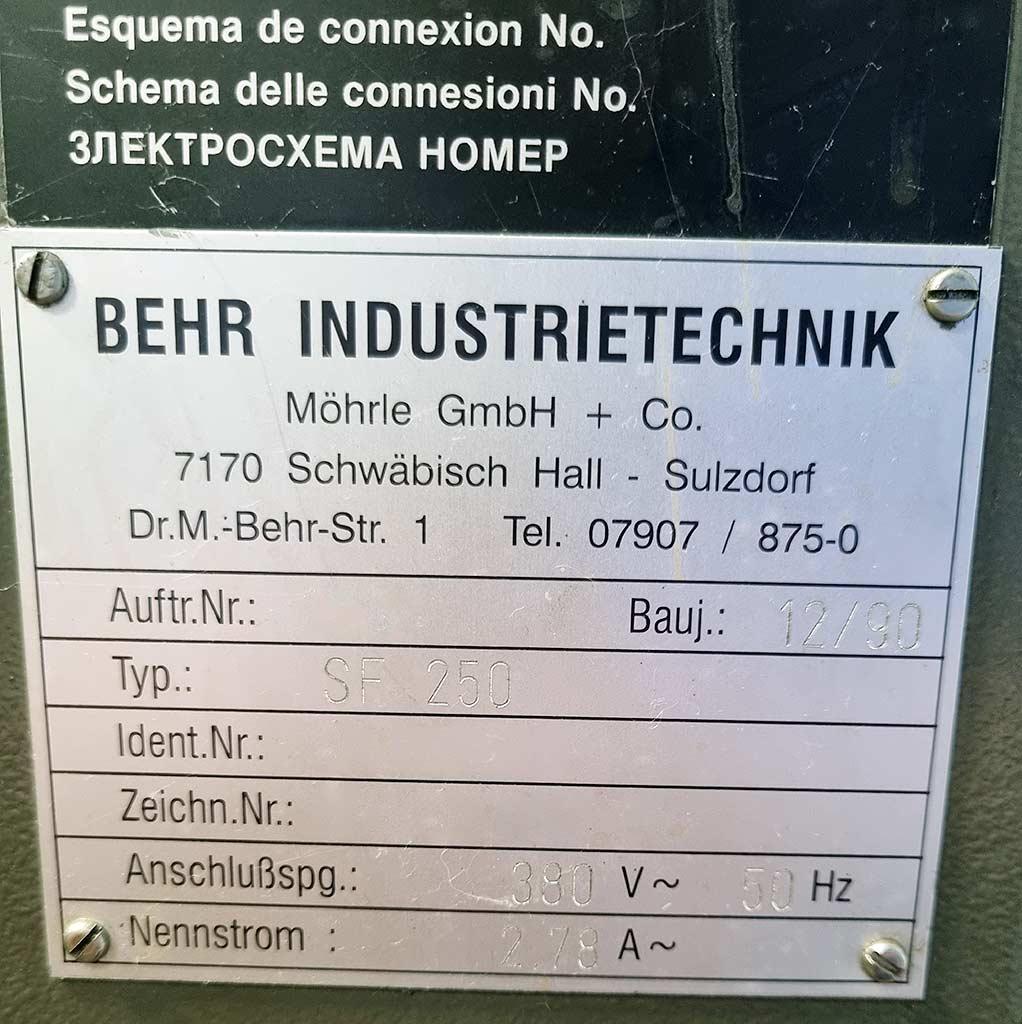 Esquema de connexion No.
Schema delle connesioni No.
ЗЛЕКТРОСХЕМА НОМЕР
BEHR INDUSTRIETECHNIK
Möhrle GmbH + Co.
7170 Schwäbisch Hall - Sulzdorf
Dr.M.-Behr-Str. 1 Tel. 07907 / 875-0
Auftr.Nr.: Bauj.: 12/90
Typ.: SF 250
Ident.Nr.:
Zeichn.Nr.:
Anschlußspg.: 380 V~ 50 Hz
Nennstrom : 2.78 A~